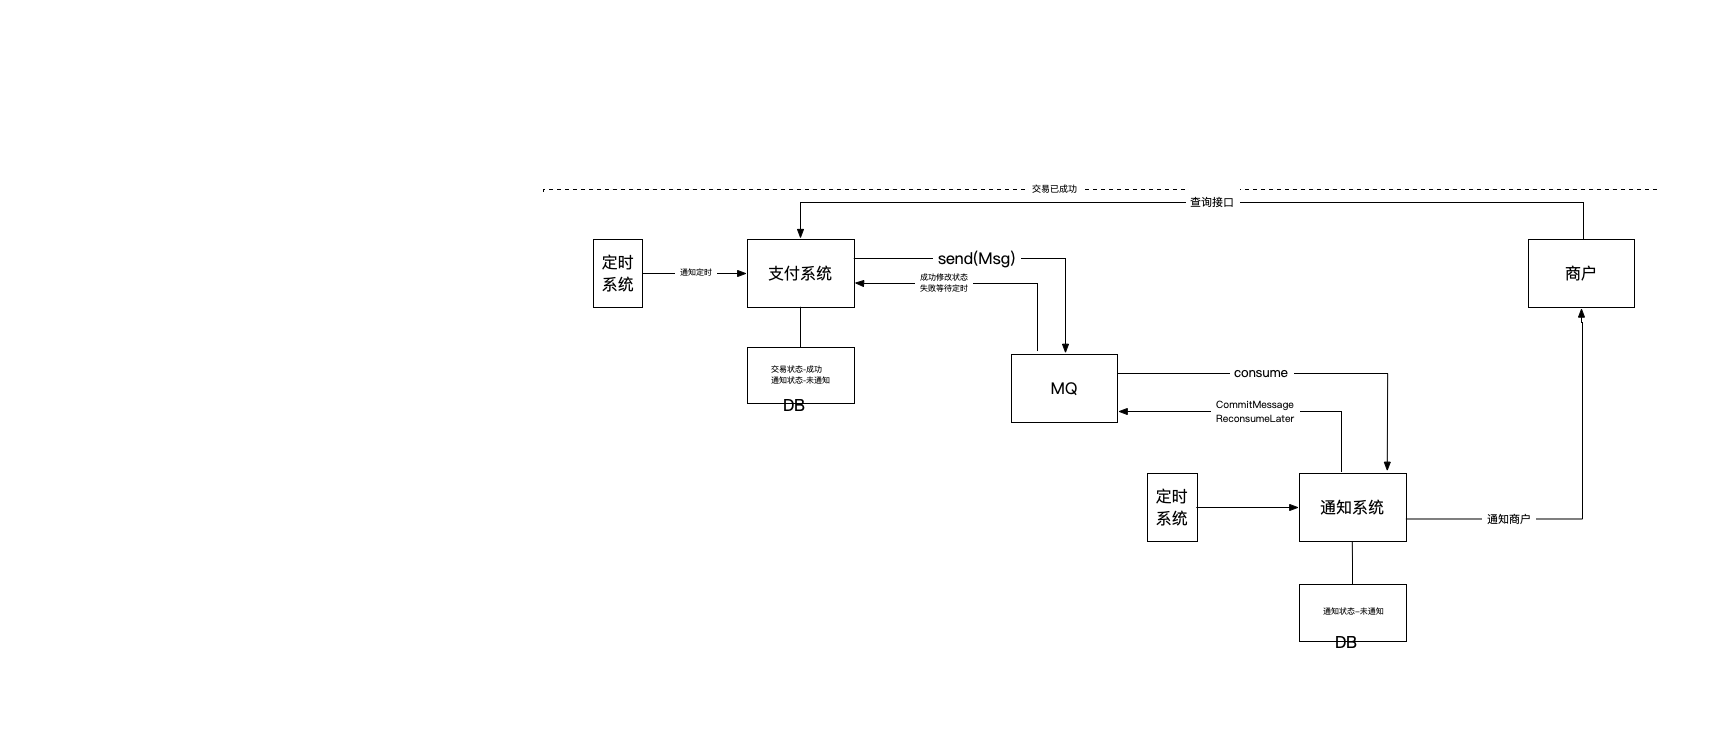 交易已成功
查询接口
定时
系统
通知定时
支付系统
send(Msg)
成功修改状态
失败等待定时
商户
交易状态-成功
通知状态-未通知
DB
MQ
consume
CommitMessage
ReconsumeLater
定时
系统
通知系统
通知商户
通知状态-未通知
DB